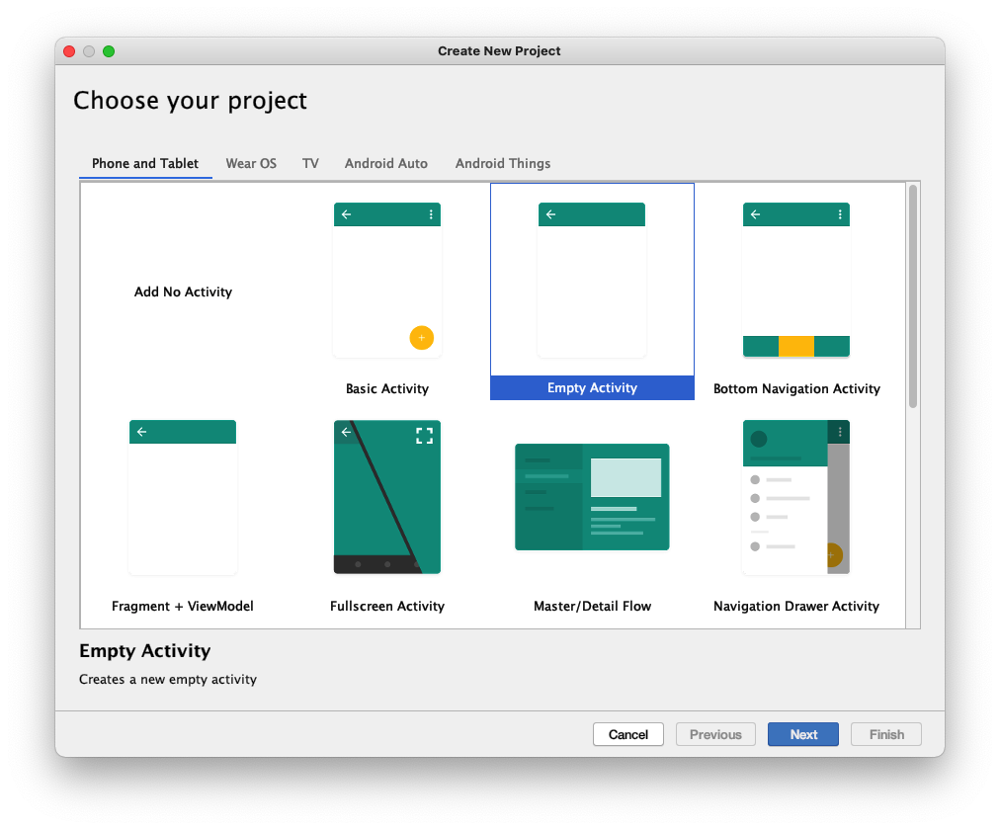 Create New Project
Choose your project
Phone and Tablet Wear OS TV Android Auto Android Things
Add No Activity
Basic Activity
Empty Activity
Bottom Navigation Activity
Fragment + ViewModel
Fullscreen Activity
Master/Detail Flow
Navigation Drawer Activity
Empty Activity
Creates a new empty activity
Cancel Previous Next Finish